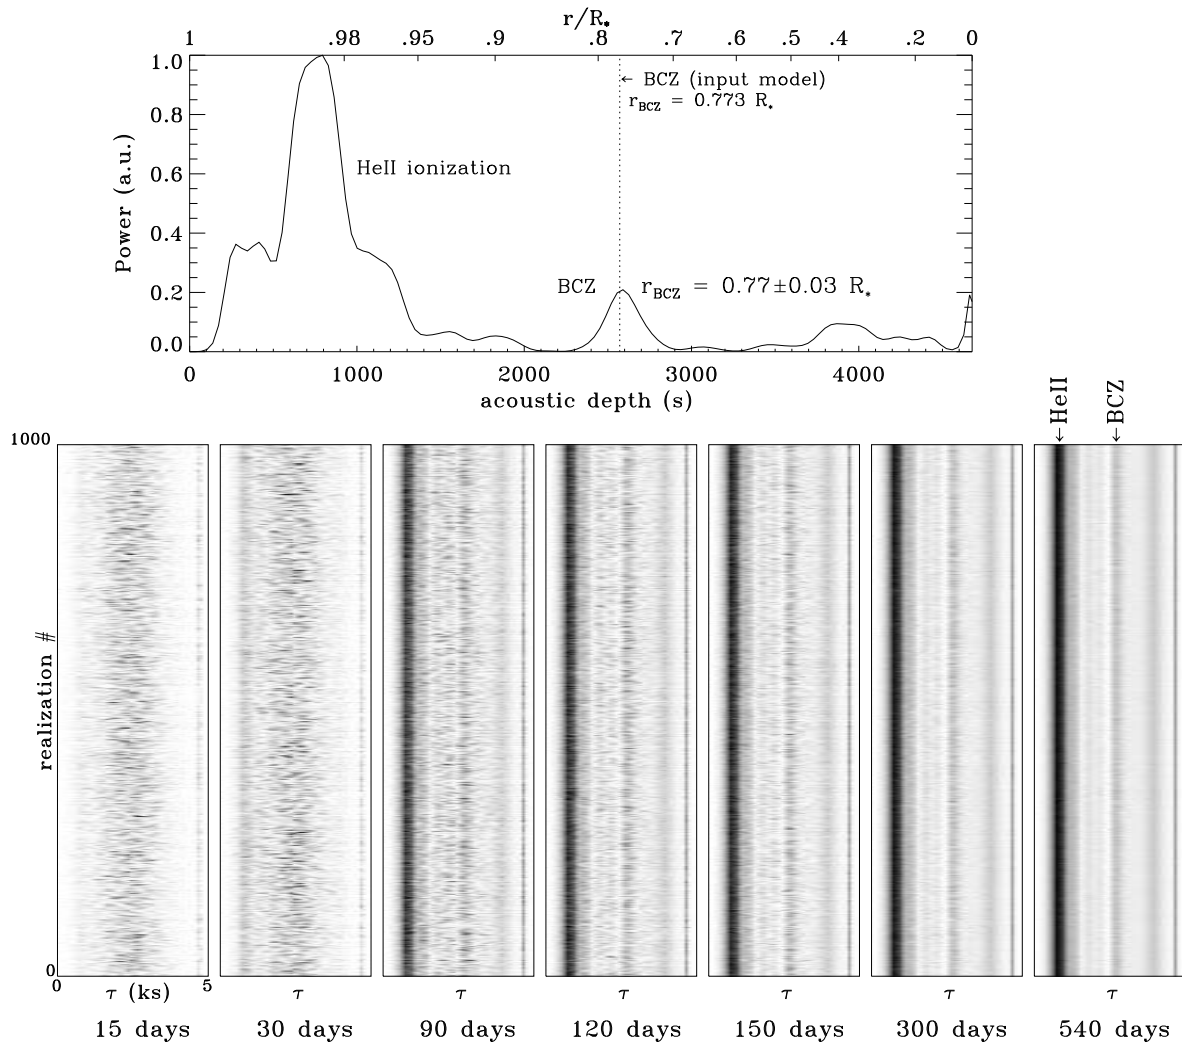 r/R*
1 .98 .95 .9 .8 .7 .6 .5 .4 .2 0
1.0
0.8
0.6
0.4
0.2
0.0
Power (a.u.)
← BCZ (input model)
r_BCZ = 0.773 R*
HeII ionization
BCZ r_BCZ = 0.77±0.03 R*
0 1000 2000 3000 4000
acoustic depth (s)
←HeII
←BCZ
1000
realization #
0
0 τ (ks) 5 τ τ τ τ τ τ
15 days 30 days 90 days 120 days 150 days 300 days 540 days